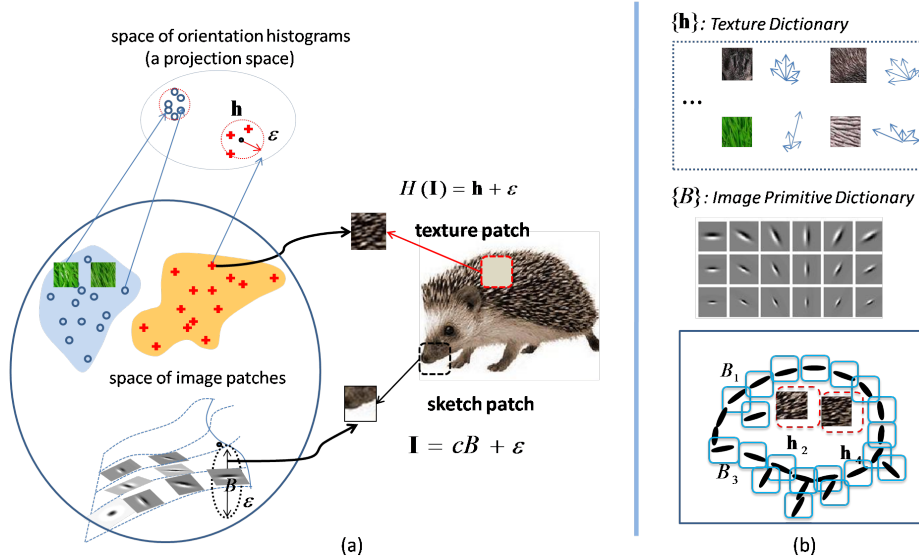 space of orientation histograms
(a projection space)
h
ε
H (I) = h + ε
texture patch
space of image patches
sketch patch
I = cB + ε
B
ε
(a)
{h}: Texture Dictionary
...
{B}: Image Primitive Dictionary
B1
h2
h4
B3
(b)